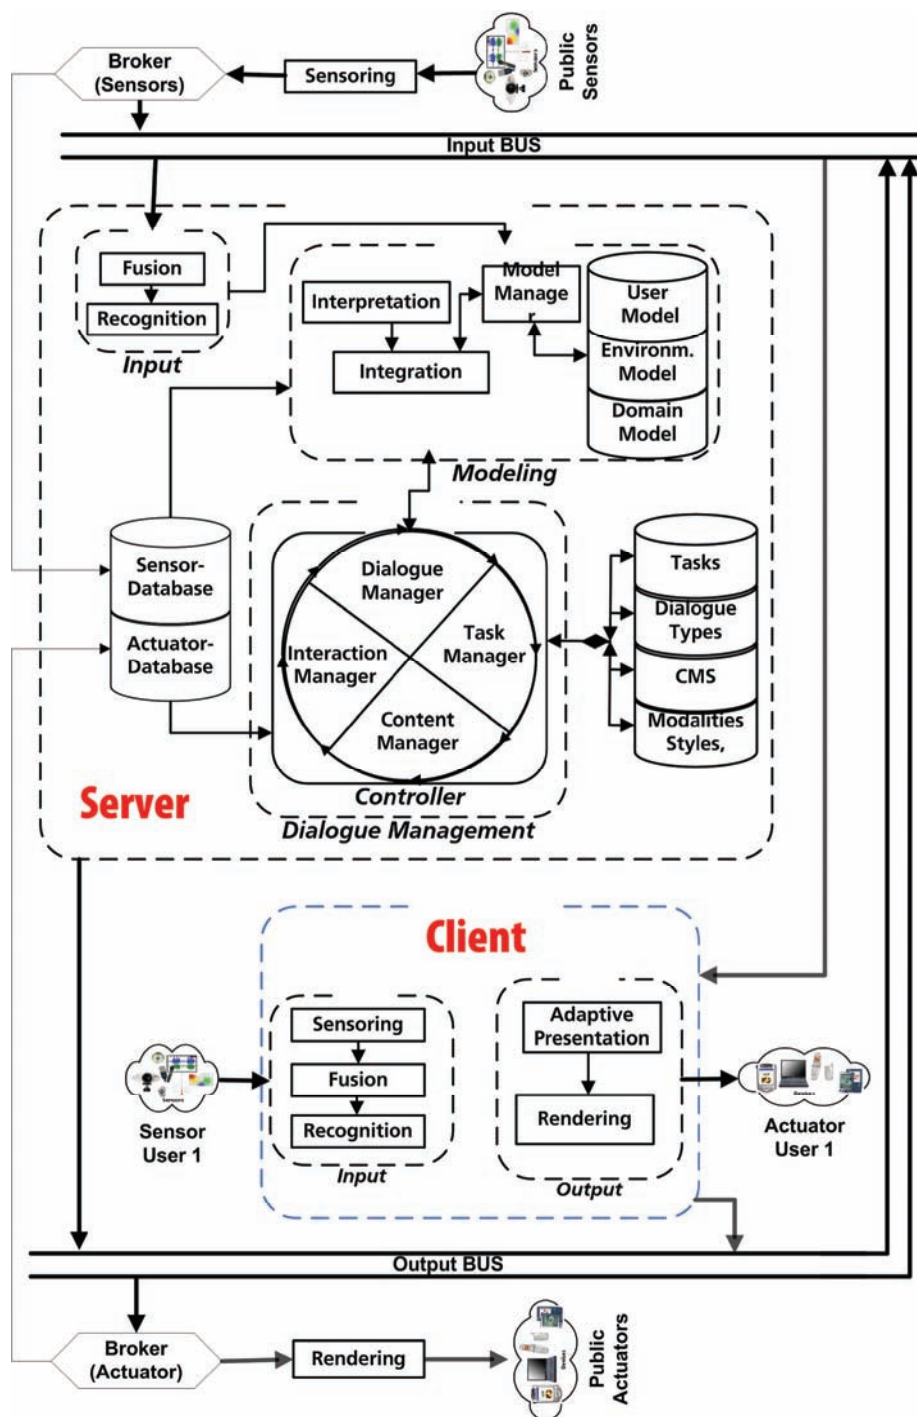 Public
Sensors
Broker
(Sensors)
Sensoring
Input BUS
Fusion
Recognition
Input
Interpretation
Integration
Model
Manage
r
User
Model
Environm.
Model
Domain
Model
Modeling
Sensor-
Database
Actuator-
Database
Dialogue
Manager
Interaction
Manager
Task
Manager
Content
Manager
Controller
Dialogue Management
Tasks
Dialogue
Types
CMS
Modalities
Styles,
Server
Client
Sensoring
Fusion
Recognition
Input
Adaptive
Presentation
Rendering
Output
Sensors
Sensor
User 1
Actuator
User 1
Output BUS
Broker
(Actuator)
Rendering
Public
Actuators